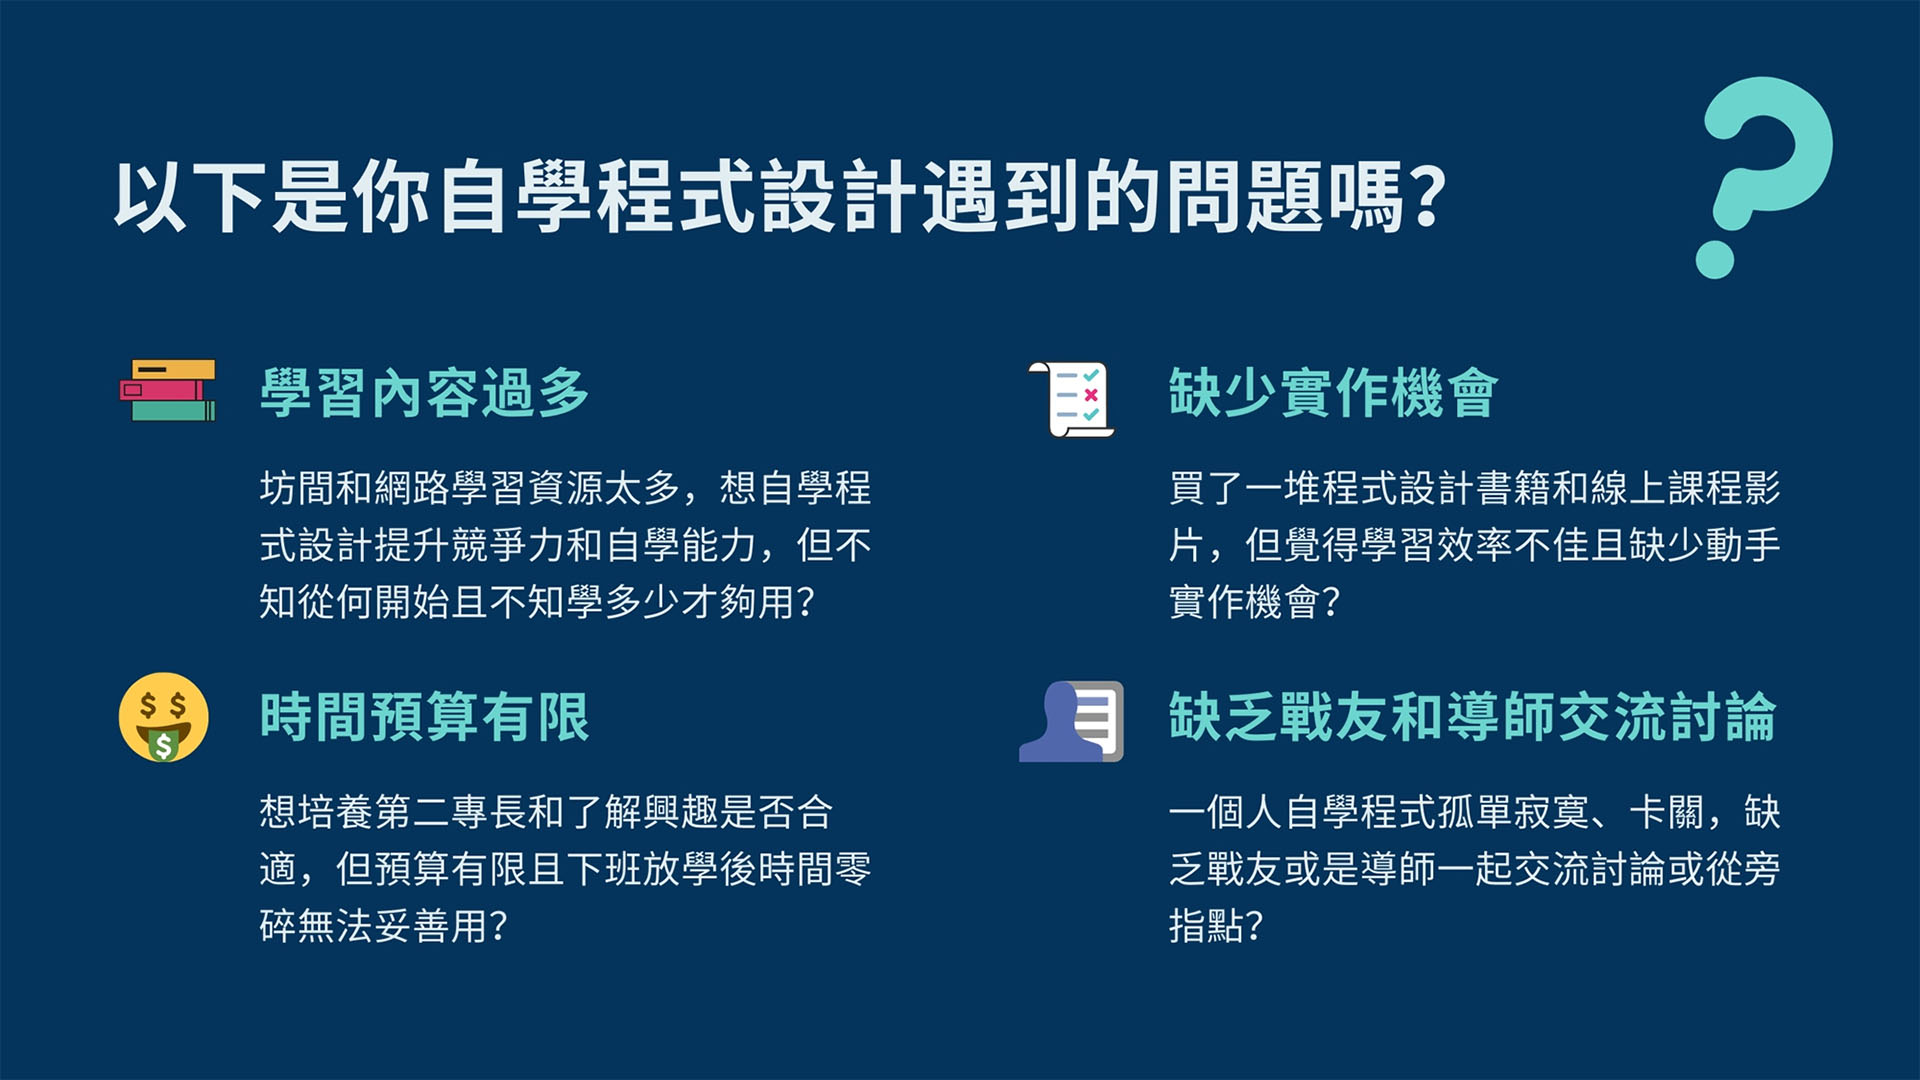 以下是你自學程式設計遇到的問題嗎？
學習內容過多
坊間和網路學習資源太多，想自學程
式設計提升競爭力和自學能力，但不
知從何開始且不知學多少才夠用？
缺少實作機會
買了一堆程式設計書籍和線上課程影
片，但覺得學習效率不佳且缺少動手
實作機會？
時間預算有限
想培養第二專長和了解興趣是否合
適，但預算有限且下班放學後時間零
碎無法妥善用？
缺乏戰友和導師交流討論
一個人自學程式孤單寂寞、卡關，缺
乏戰友或是導師一起交流討論或從旁
指點？